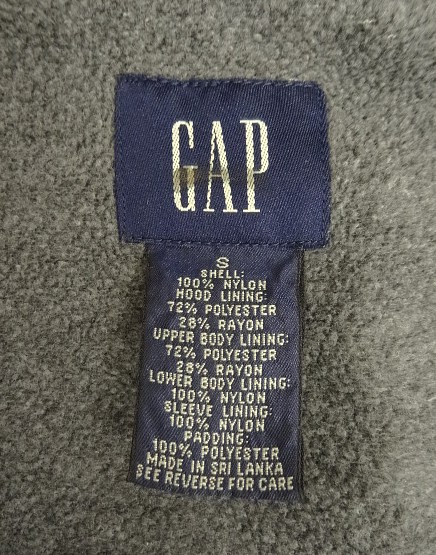 GAP
S
SHELL:
100% NYLON
HOOD LINING:
72% POLYESTER
28% RAYON
UPPER BODY LINING:
72% POLYESTER
28% RAYON
LOWER BODY LINING:
100% NYLON
SLEEVE LINING:
100% NYLON
PADDING:
100% POLYESTER
MADE IN SRI LANKA
SEE REVERSE FOR CARE